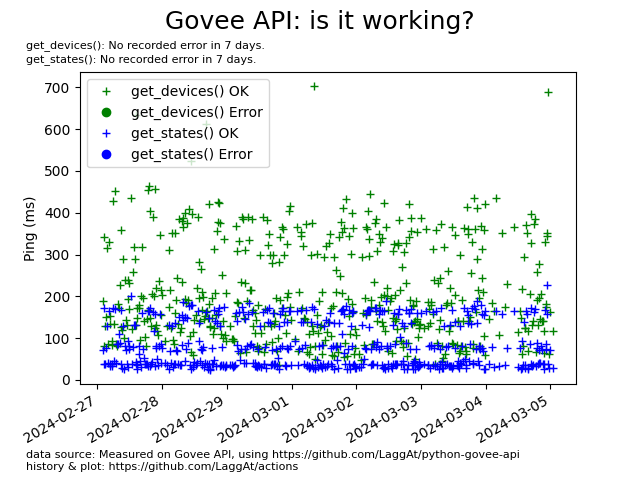 Govee API: is it working?
get_devices(): No recorded error in 7 days.
get_states(): No recorded error in 7 days.
get_devices() OK
get_devices() Error
get_states() OK
get_states() Error
Ping (ms)
700
600
500
400
300
200
100
0
2024-02-27
2024-02-28
2024-02-29
2024-03-01
2024-03-02
2024-03-03
2024-03-04
2024-03-05
data source: Measured on Govee API, using https://github.com/LaggAt/python-govee-api
history & plot: https://github.com/LaggAt/actions